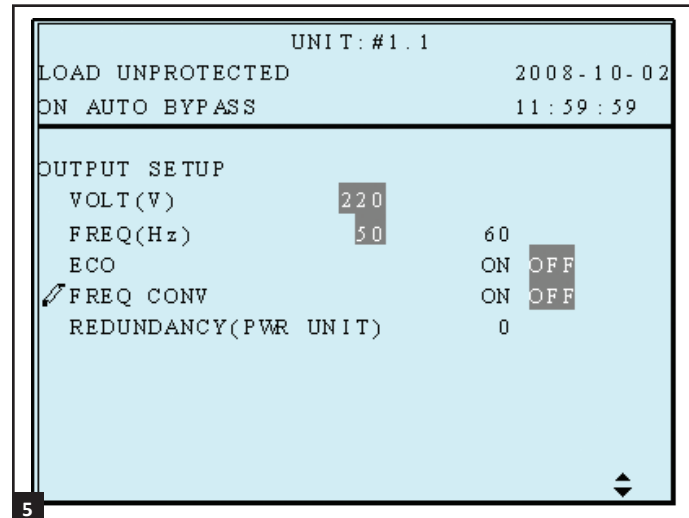 UNIT:#1.1
LOAD UNPROTECTED 2008-10-02
ON AUTO BYPASS 11:59:59
OUTPUT SETUP
VOLT(V) 220
FREQ(Hz) 50 60
ECO ON OFF
FREQ CONV ON OFF
REDUNDANCY(PWR UNIT) 0
5